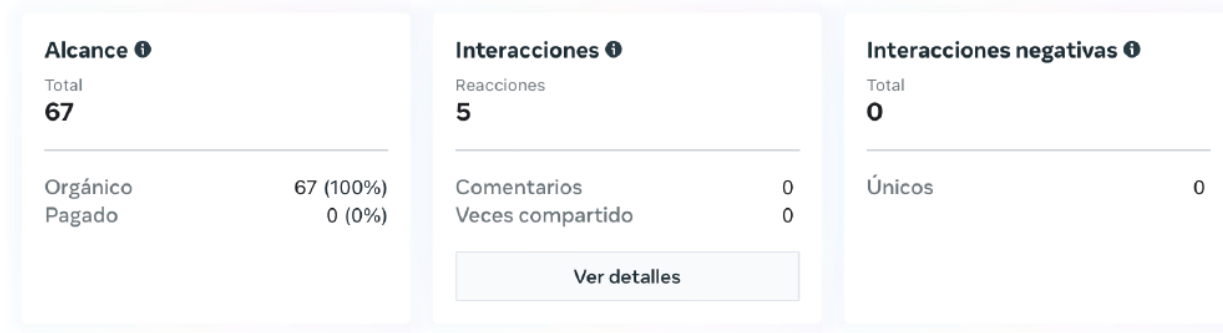 Alcance
Total
67
Orgánico 67 (100%)
Pagado 0 (0%)
Interacciones
Reacciones
5
Comentarios 0
Veces compartido 0
Ver detalles
Interacciones negativas
Total
0
Únicos 0